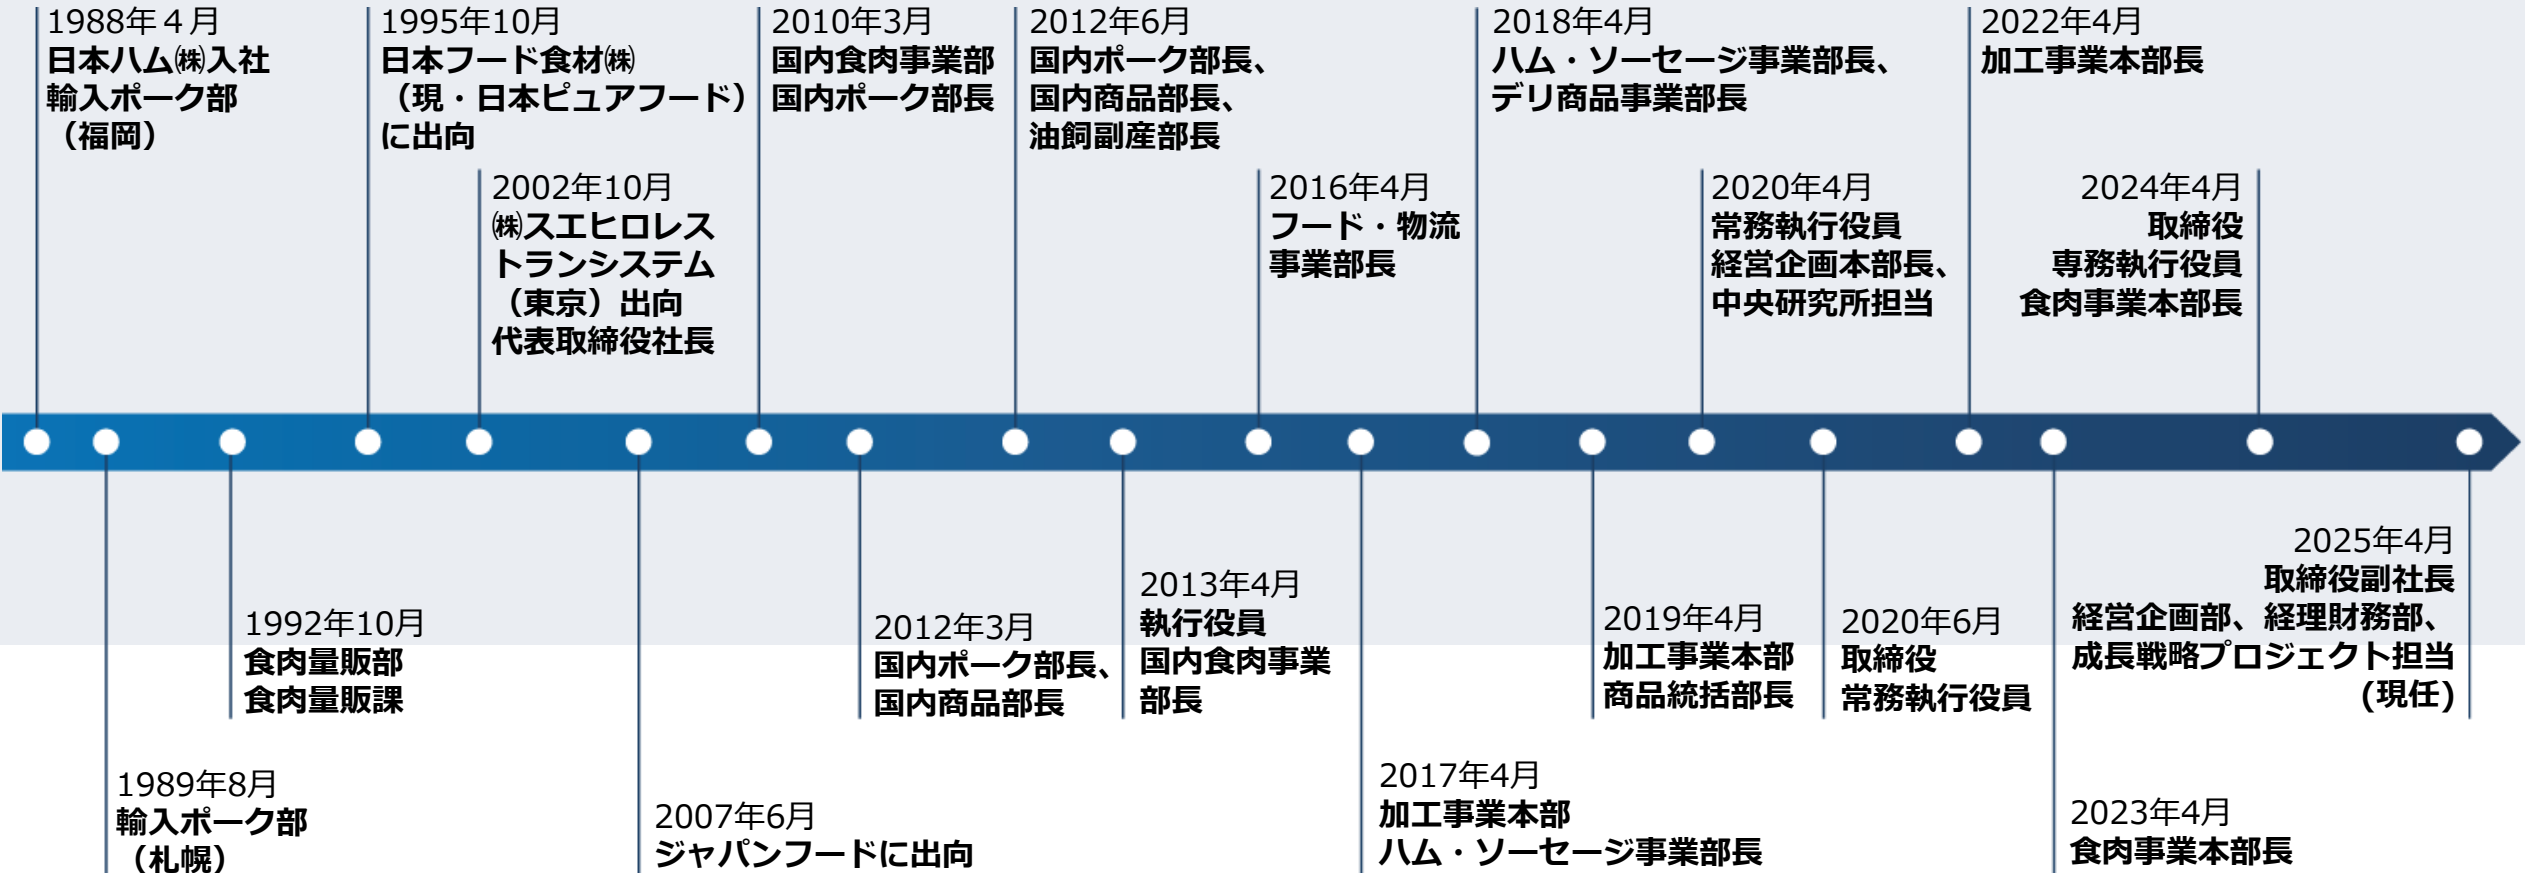 1988年４月
日本ハム㈱入社
輸入ポーク部
（福岡）
1989年8月
輸入ポーク部
（札幌）
1992年10月
食肉量販部
食肉量販課
1995年10月
日本フード食材㈱
（現・日本ピュアフード）
に出向
2002年10月
㈱スエヒロレス
トランシステム
（東京）出向
代表取締役社長
2007年6月
ジャパンフードに出向
2010年3月
国内食肉事業部
国内ポーク部長
2012年3月
国内ポーク部長、
国内商品部長
2012年6月
国内ポーク部長、
国内商品部長、
油飼副産部長
2013年4月
執行役員
国内食肉事業
部長
2016年4月
フード・物流
事業部長
2017年4月
加工事業本部
ハム・ソーセージ事業部長
2018年4月
ハム・ソーセージ事業部長、
デリ商品事業部長
2019年4月
加工事業本部
商品統括部長
2020年4月
常務執行役員
経営企画本部長、
中央研究所担当
2020年6月
取締役
常務執行役員
2022年4月
加工事業本部長
2023年4月
食肉事業本部長
2024年4月
取締役
専務執行役員
食肉事業本部長
2025年4月
取締役副社長
経営企画部、経理財務部、
成長戦略プロジェクト担当
(現任)